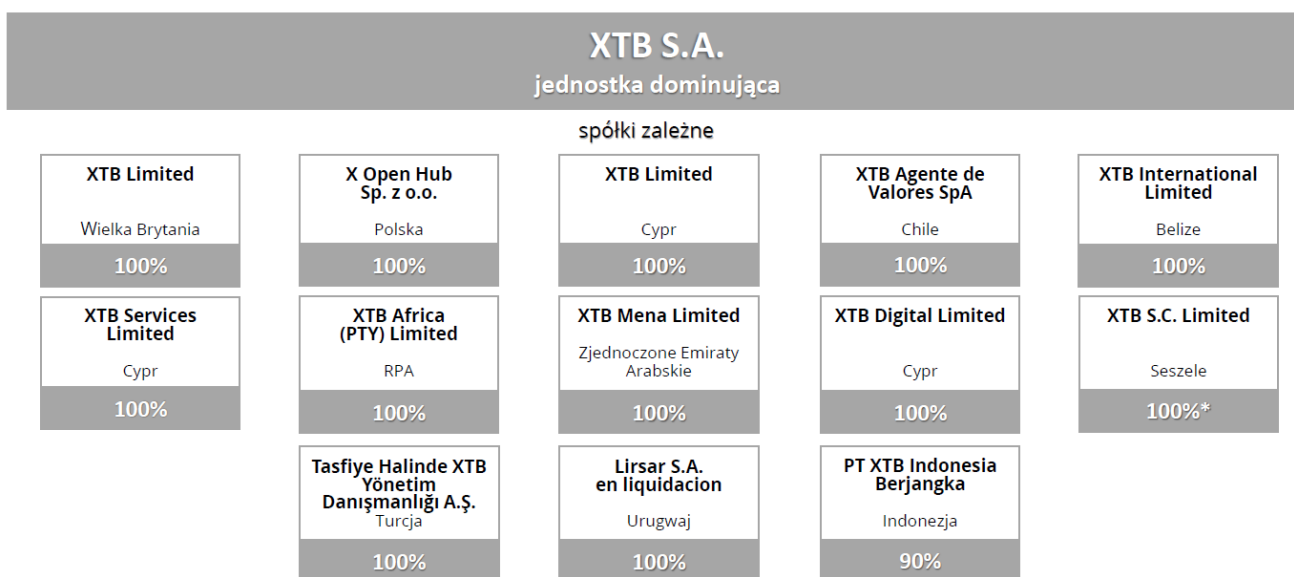 XTB S.A.
jednostka dominująca
spółki zależne
XTB Limited
Wielka Brytania
100%
X Open Hub
Sp. z o.o.
Polska
100%
XTB Limited
Cypr
100%
XTB Agente de
Valores SpA
Chile
100%
XTB International
Limited
Belize
100%
XTB Services
Limited
Cypr
100%
XTB Africa
(PTY) Limited
RPA
100%
XTB Mena Limited
Zjednoczone Emiraty
Arabskie
100%
XTB Digital Limited
Cypr
100%
XTB S.C. Limited
Seszele
100%*
Tasfiye Halinde XTB
Yönetim
Danışmanlığı A.Ş.
Turcja
100%
Lirsar S.A.
en liquidacion
Urugwaj
100%
PT XTB Indonesia
Berjangka
Indonezja
90%